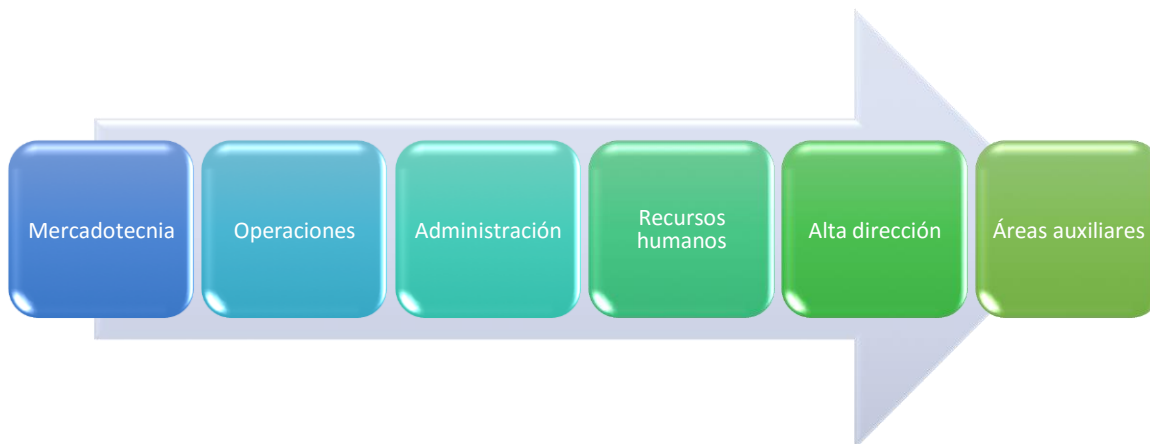 Mercadotecnia
Operaciones
Administración
Recursos
humanos
Alta dirección
Áreas auxiliares